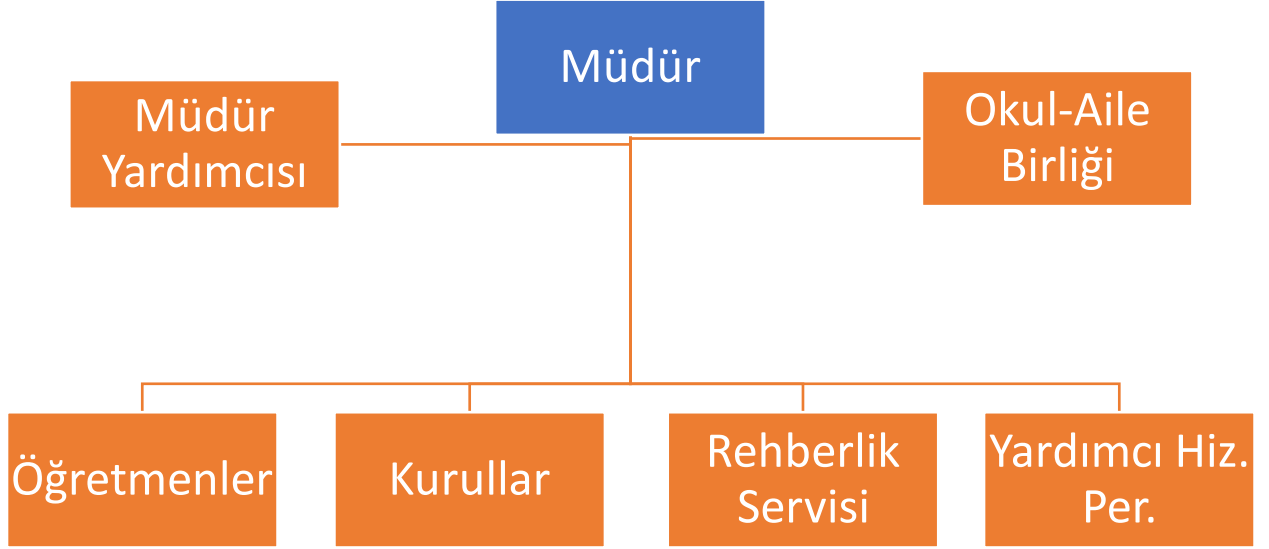 Müdür
Müdür
Yardımcısı
Okul-Aile
Birliği
Öğretmenler
Kurullar
Rehberlik
Servisi
Yardımcı Hiz.
Per.